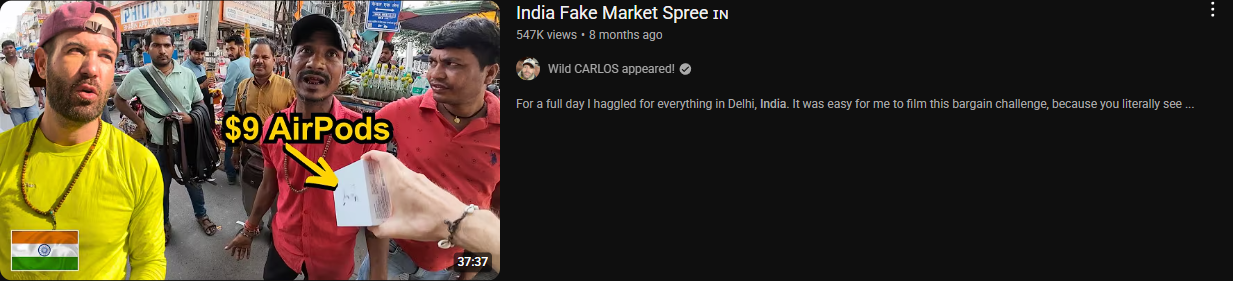 India Fake Market Spree IN
547K views • 8 months ago
Wild CARLOS appeared!
For a full day I haggled for everything in Delhi, India. It was easy for me to film this bargain challenge, because you literally see ...
$9 AirPods
37:37